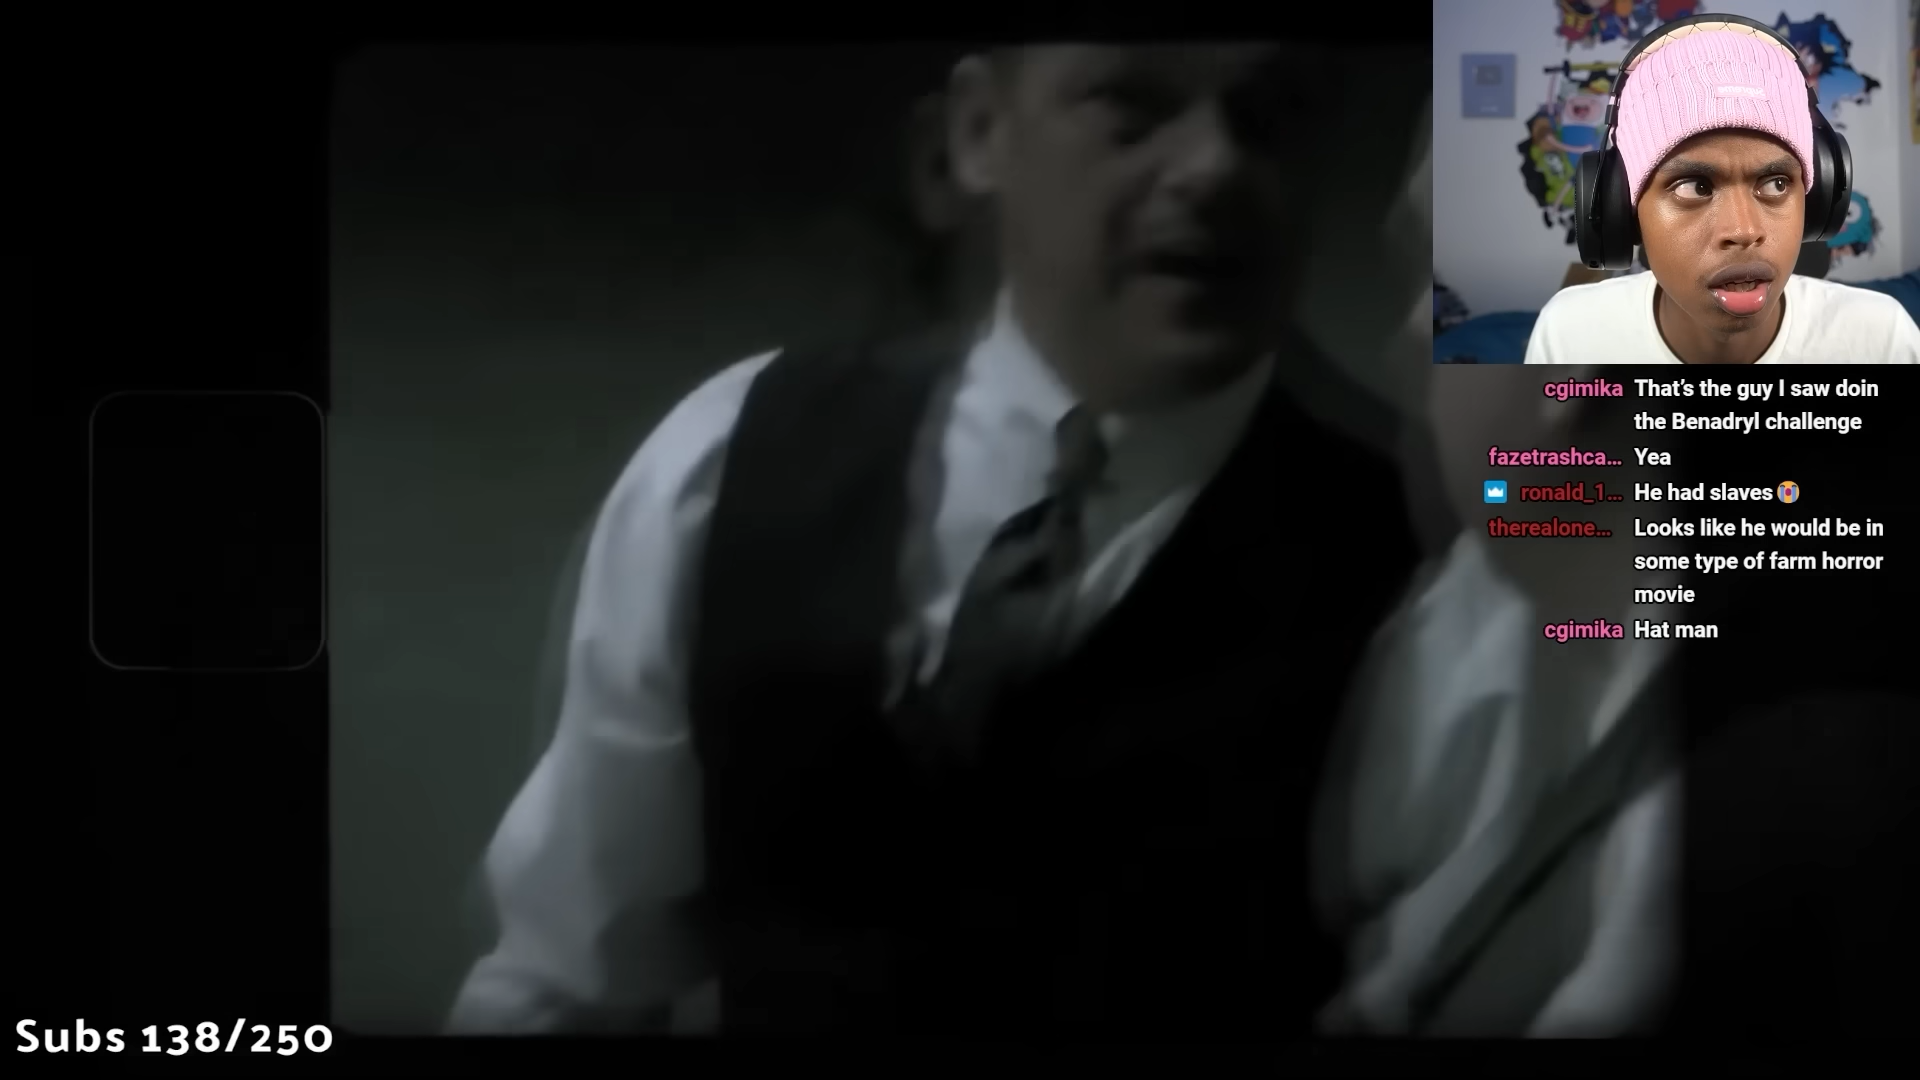 cgimika That’s the guy I saw doin
the Benadryl challenge
fazetrashca… Yea
ronald_1… He had slaves😭
therealone… Looks like he would be in
some type of farm horror
movie
cgimika Hat man
Subs 138/250